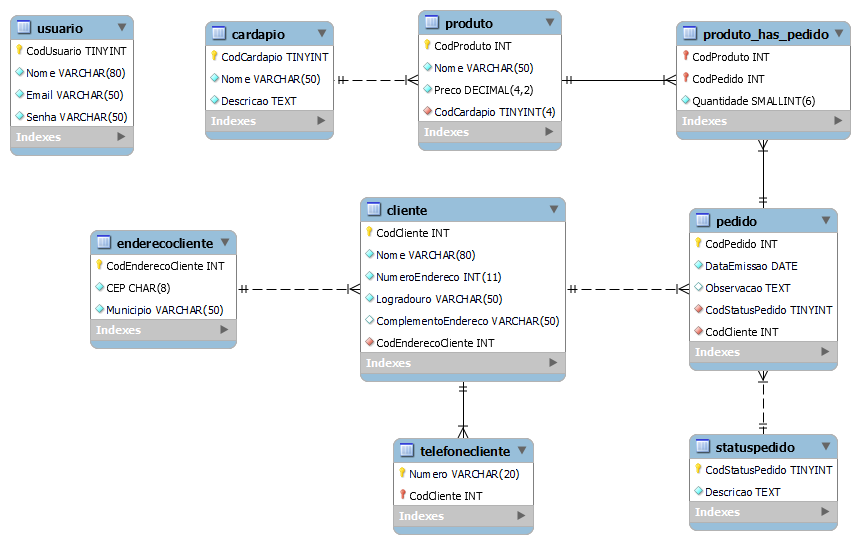 usuario
CodUsuario TINYINT
Nome VARCHAR(80)
Email VARCHAR(50)
Senha VARCHAR(50)
Indexes
cardapio
CodCardapio TINYINT
Nome VARCHAR(50)
Descricao TEXT
Indexes
produto
CodProduto INT
Nome VARCHAR(50)
Preco DECIMAL(4,2)
CodCardapio TINYINT(4)
Indexes
produto_has_pedido
CodProduto INT
CodPedido INT
Quantidade SMALLINT(6)
Indexes
enderecocliente
CodEnderecoCliente INT
CEP CHAR(8)
Municipio VARCHAR(50)
Indexes
cliente
CodCliente INT
Nome VARCHAR(80)
NumeroEndereco INT(11)
Logradouro VARCHAR(50)
ComplementoEndereco VARCHAR(50)
CodEnderecoCliente INT
Indexes
pedido
CodPedido INT
DataEmissao DATE
Observacao TEXT
CodStatusPedido TINYINT
CodCliente INT
Indexes
telefonecliente
Numero VARCHAR(20)
CodCliente INT
Indexes
statuspedido
CodStatusPedido TINYINT
Descricao TEXT
Indexes